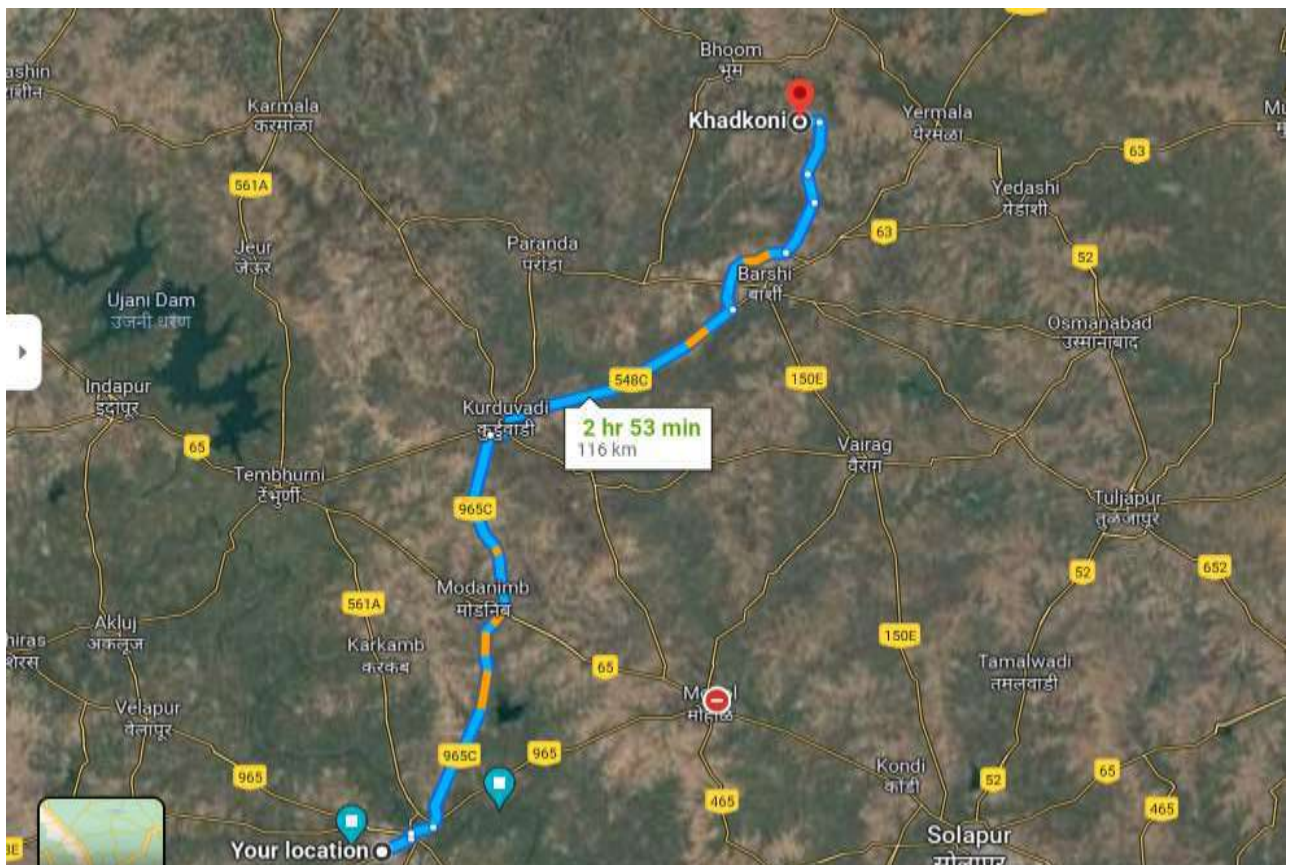 Bhoom
भूम
Karmala
करमाळा
Khadkoni
Yermala
येरमळा
63
561A
Yedashi
येडाशी
Jeur
जेऊर
Paranda
परांडा
63
52
Barshi
बार्शी
Ujani Dam
उजनी धरण
Osmanabad
उस्मानाबाद
Indapur
इंदापूर
548C
150E
Kurduvadi
कुर्डुवाडी
2 hr 53 min
116 km
65
Vairag
वैराग
Tembhurni
टेंभुर्णी
Tuljapur
तुळजापूर
965C
52
652
Modanimb
मोडनिंब
561A
Akluj
अकलूज
150E
Karkamb
करकंब
65
Tamalwadi
तमलवाडी
Velapur
वेलापूर
965C
965
965
Kondi
कोंडी
52
65
465
465
Your location
Solapur